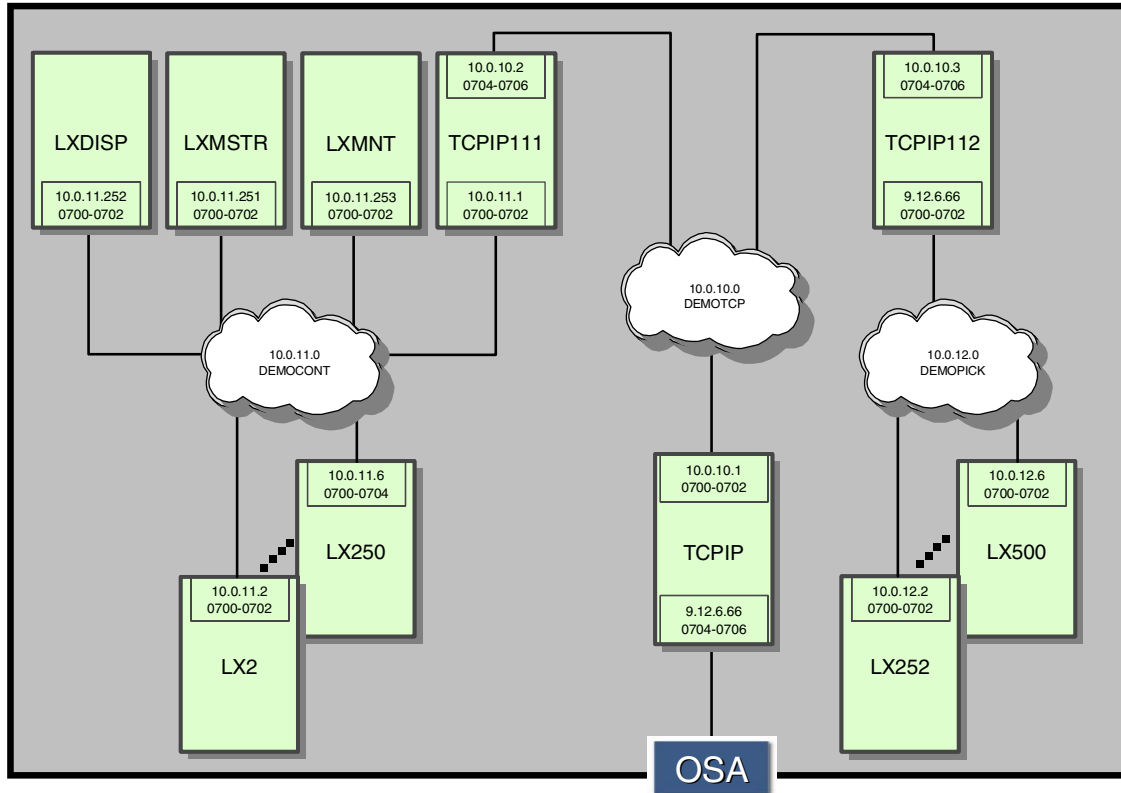 10.0.10.2
0704-0706
10.0.10.3
0704-0706
LXDISP
LXMSTR
LXMNT
TCPIP111
TCPIP112
10.0.11.252
0700-0702
10.0.11.251
0700-0702
10.0.11.253
0700-0702
10.0.11.1
0700-0702
9.12.6.66
0700-0702
10.0.10.0
DEMOTCP
10.0.11.0
DEMOCONT
10.0.12.0
DEMOPICK
10.0.11.6
0700-0704
LX250
10.0.11.2
0700-0702
LX2
10.0.10.1
0700-0702
TCPIP
9.12.6.66
0704-0706
10.0.12.6
0700-0702
LX500
10.0.12.2
0700-0702
LX252
OSA